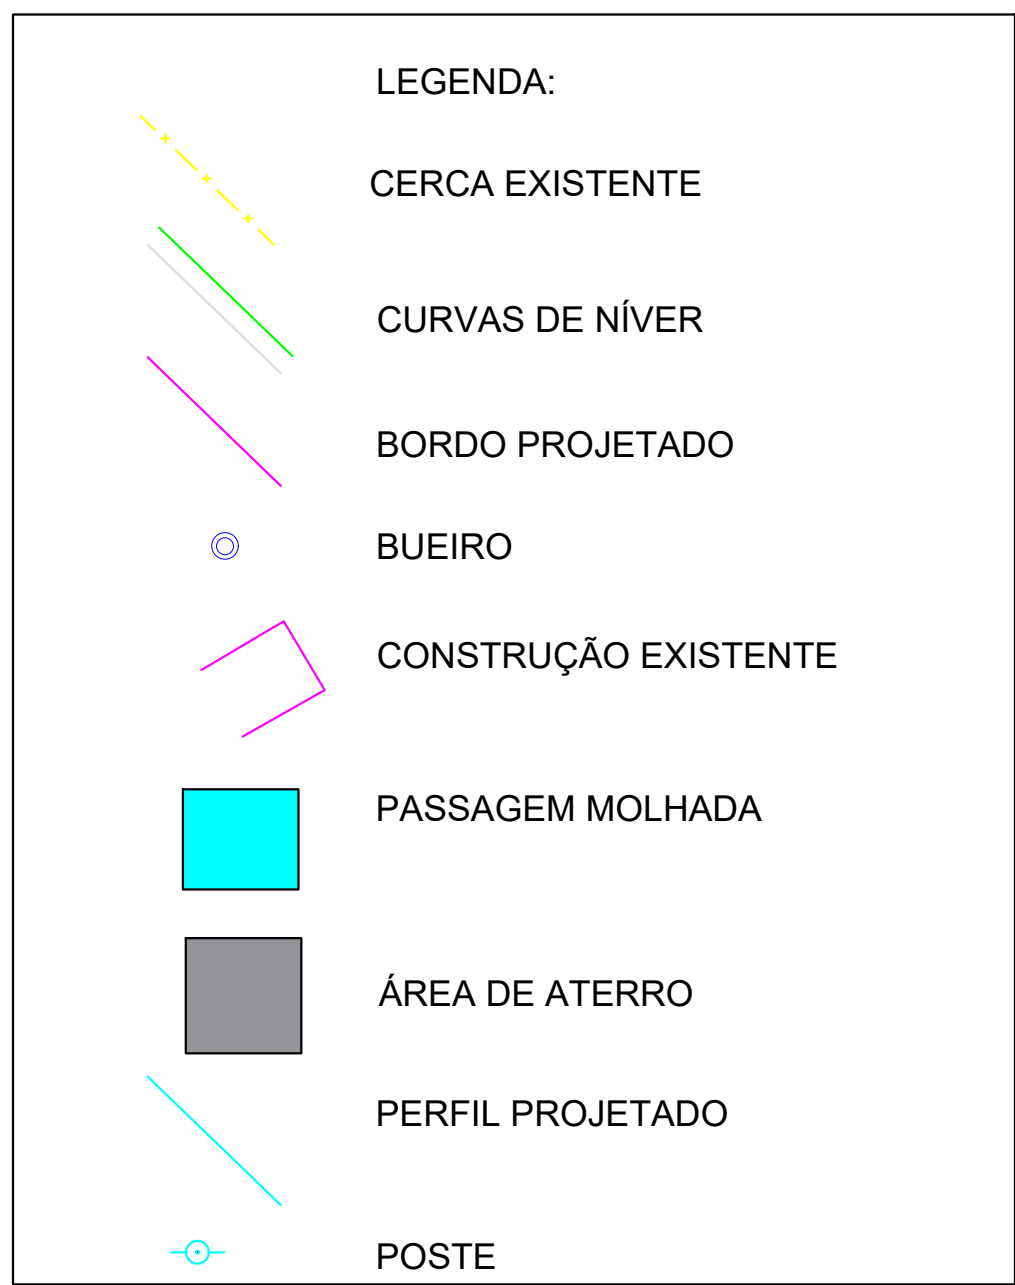 LEGENDA:
CERCA EXISTENTE
CURVAS DE NÍVER
BORDO PROJETADO
BUEIRO
CONSTRUÇÃO EXISTENTE
PASSAGEM MOLHADA
ÁREA DE ATERRO
PERFIL PROJETADO
POSTE